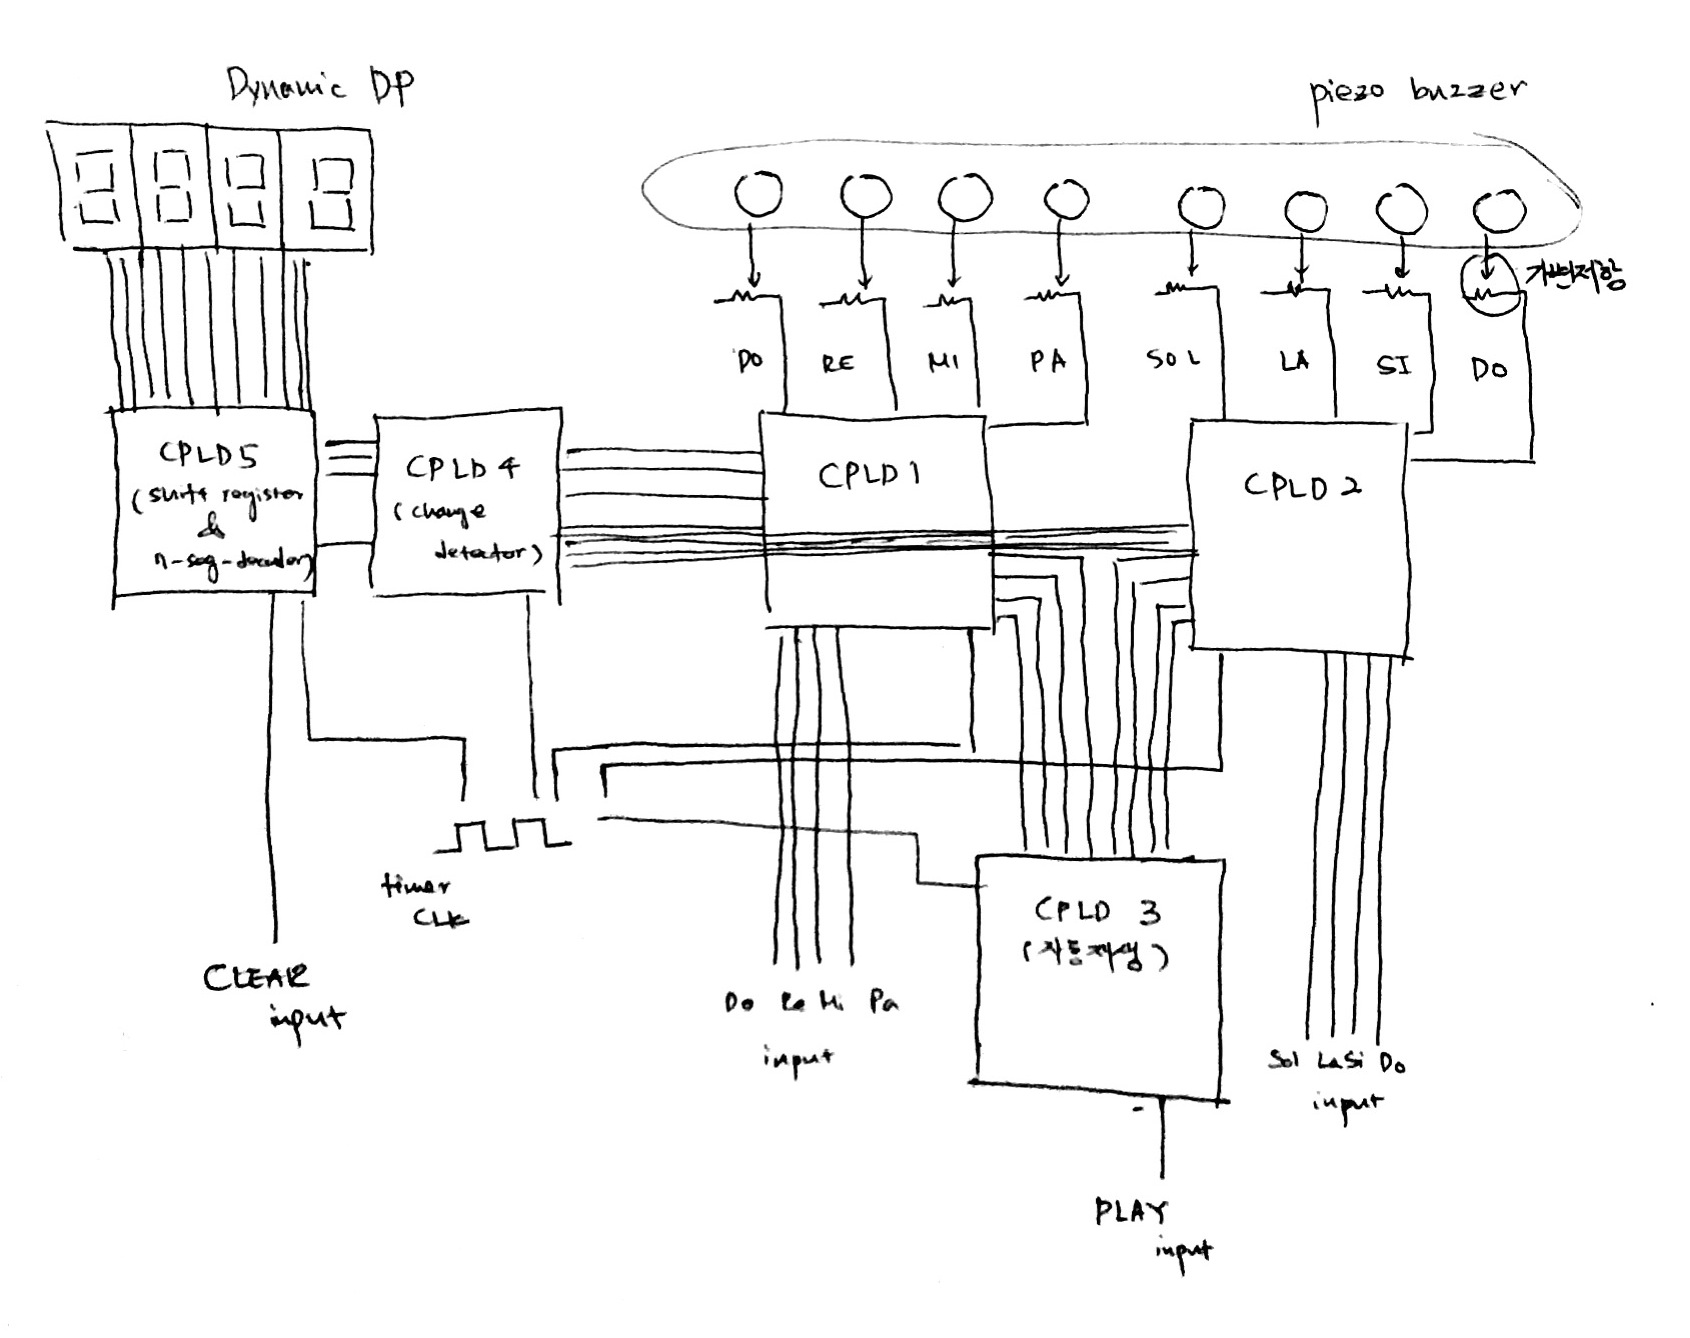 Dynamic DP
piezo buzzer
가변저항
DO RE MI PA SOL LA SI DO
CPLD5
(shift register
&
n-seg-decoder)
CPLD 4
(change
detector)
CPLD 1
CPLD 2
timer
CLK
CLEAR
input
Do Re Mi Pa
input
CPLD 3
(자동재생)
Sol La Si Do
input
PLAY
input